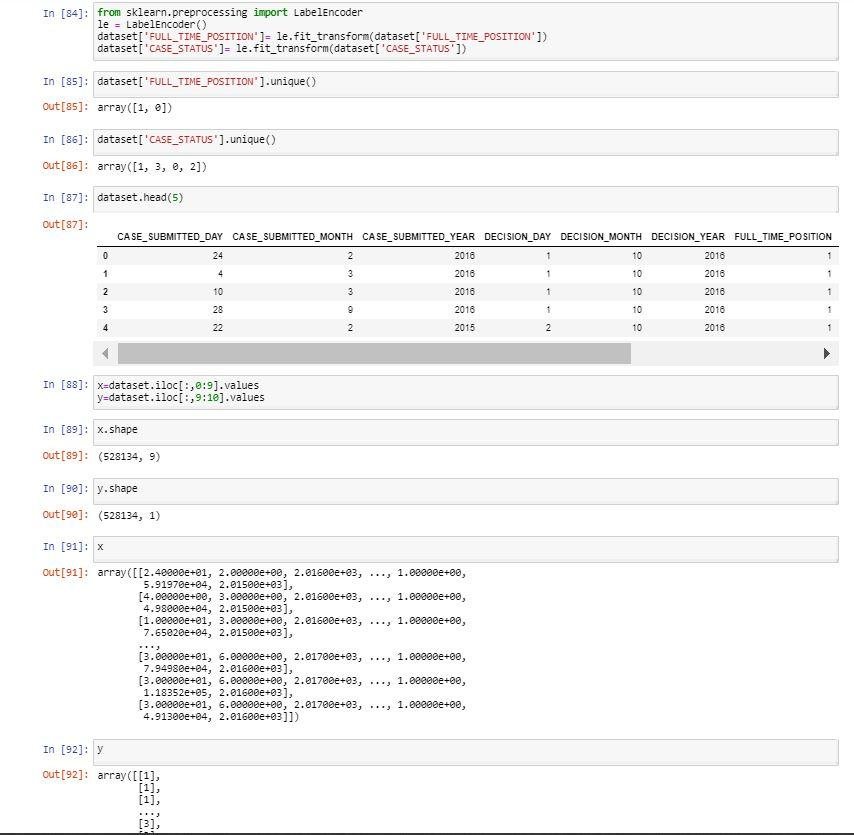 In [84]: from sklearn.preprocessing import LabelEncoder
le = LabelEncoder()
dataset['FULL_TIME_POSITION']= le.fit_transform(dataset['FULL_TIME_POSITION'])
dataset['CASE_STATUS']= le.fit_transform(dataset['CASE_STATUS'])
In [85]: dataset['FULL_TIME_POSITION'].unique()
Out[85]: array([1, 0])
In [86]: dataset['CASE_STATUS'].unique()
Out[86]: array([1, 3, 0, 2])
In [87]: dataset.head(5)
Out[87]:
CASE_SUBMITTED_DAY CASE_SUBMITTED_MONTH CASE_SUBMITTED_YEAR DECISION_DAY DECISION_MONTH DECISION_YEAR FULL_TIME_POSITION
0 24 2 2016 1 10 2016 1
1 4 3 2016 1 10 2016 1
2 10 3 2016 1 10 2016 1
3 28 9 2016 1 10 2016 1
4 22 2 2015 2 10 2016 1
In [88]: x=dataset.iloc[:,0:9].values
y=dataset.iloc[:,9:10].values
In [89]: x.shape
Out[89]: (528134, 9)
In [90]: y.shape
Out[90]: (528134, 1)
In [91]: x
Out[91]: array([[2.40000e+01, 2.00000e+00, 2.01600e+03, ..., 1.00000e+00,
5.91970e+04, 2.01500e+03],
[4.00000e+00, 3.00000e+00, 2.01600e+03, ..., 1.00000e+00,
4.98000e+04, 2.01500e+03],
[1.00000e+01, 3.00000e+00, 2.01600e+03, ..., 1.00000e+00,
7.65020e+04, 2.01500e+03],
...,
[3.00000e+01, 6.00000e+00, 2.01700e+03, ..., 1.00000e+00,
7.94980e+04, 2.01600e+03],
[3.00000e+01, 6.00000e+00, 2.01700e+03, ..., 1.00000e+00,
1.18352e+05, 2.01600e+03],
[3.00000e+01, 6.00000e+00, 2.01700e+03, ..., 1.00000e+00,
4.91300e+04, 2.01600e+03]])
In [92]: y
Out[92]: array([[1],
[1],
[1],
...,
[3],